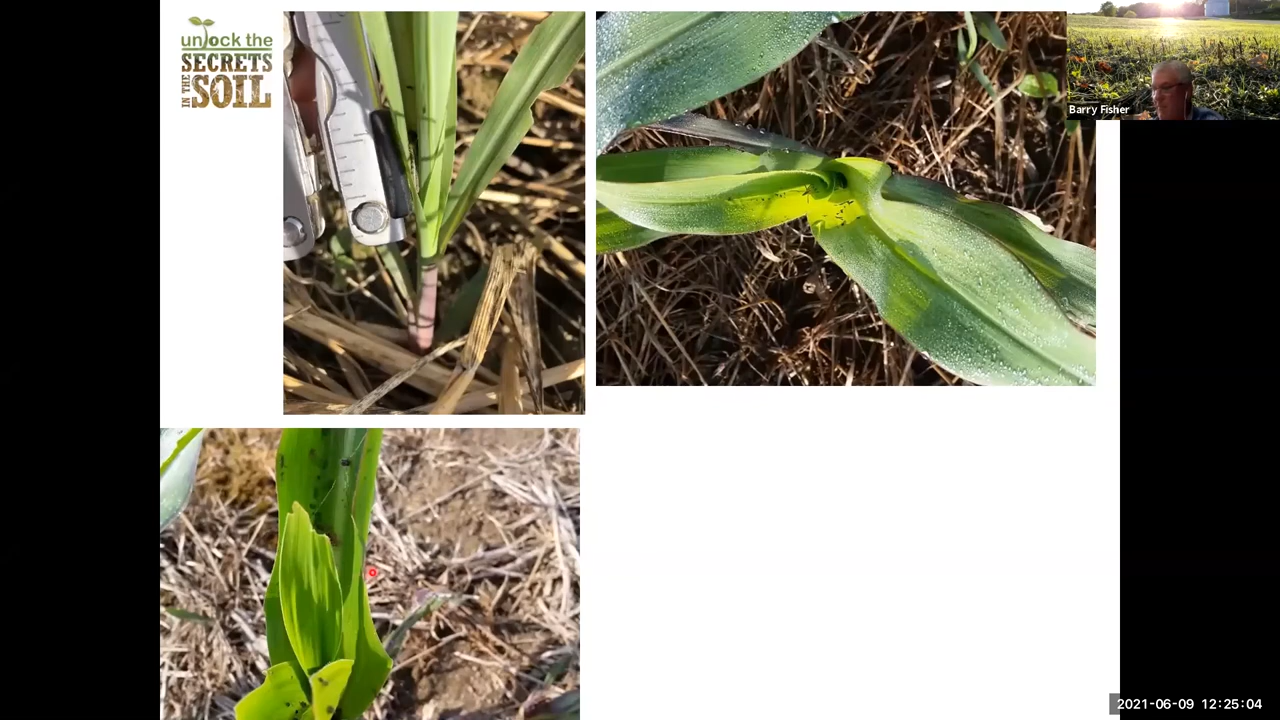 unlock the
SECRETS
IN THE SOIL
Barry Fisher
2021-06-09 12:25:04